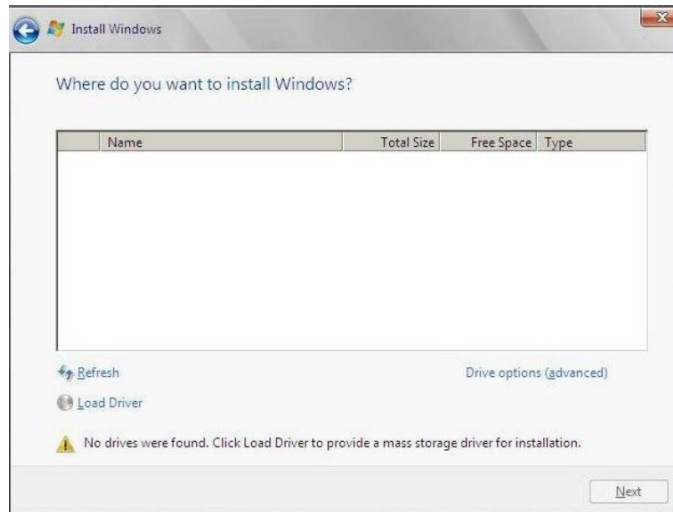 Install Windows
Where do you want to install Windows?
Name Total Size Free Space Type
Refresh Drive options (advanced)
Load Driver
No drives were found. Click Load Driver to provide a mass storage driver for installation.
Next